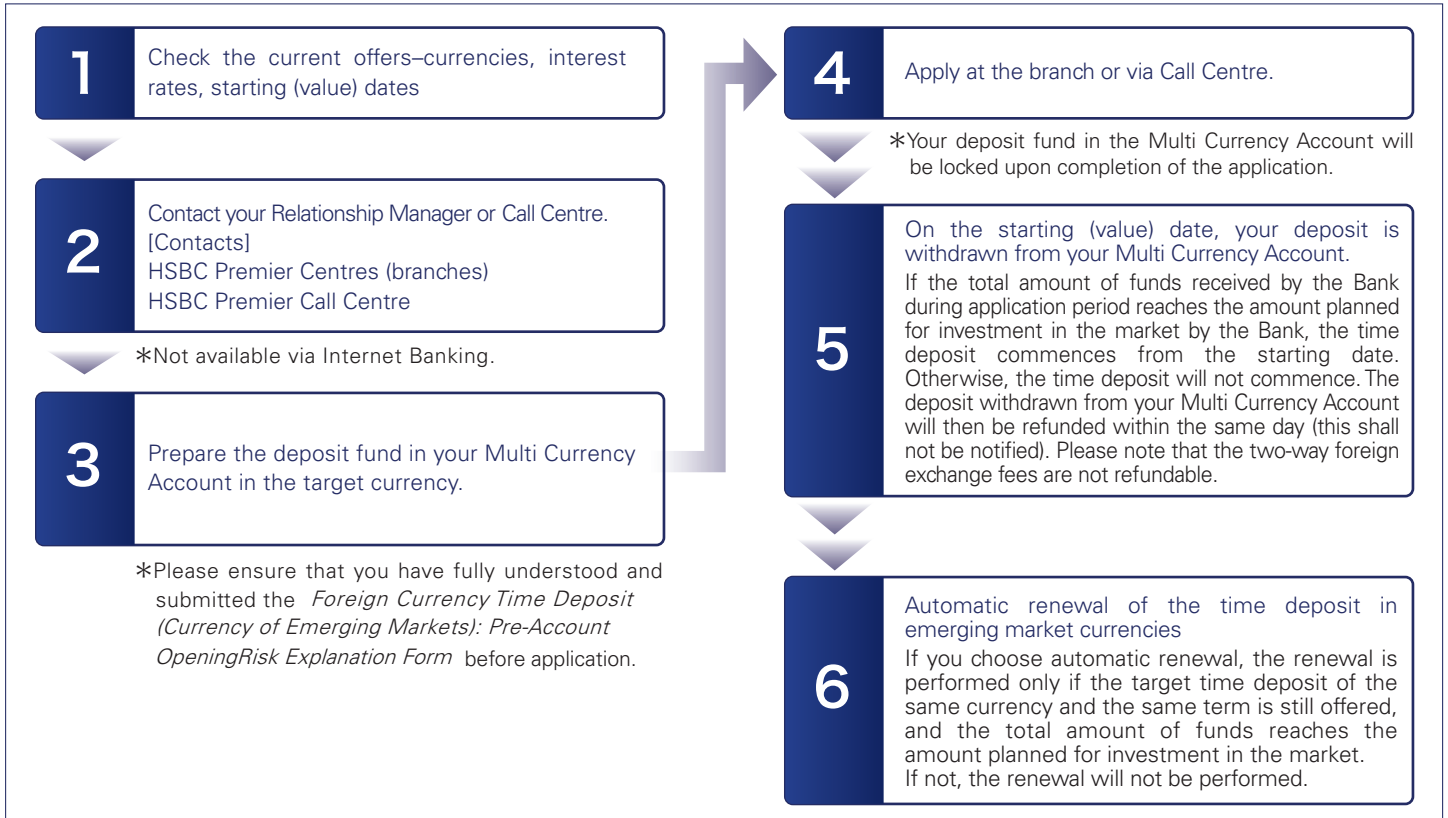 1
Check the current offers–currencies, interest
rates, starting (value) dates
2
Contact your Relationship Manager or Call Centre.
[Contacts]
HSBC Premier Centres (branches)
HSBC Premier Call Centre
*Not available via Internet Banking.
3
Prepare the deposit fund in your Multi Currency
Account in the target currency.
*Please ensure that you have fully understood and
submitted the Foreign Currency Time Deposit
(Currency of Emerging Markets): Pre-Account
OpeningRisk Explanation Form before application.
4
Apply at the branch or via Call Centre.
*Your deposit fund in the Multi Currency Account will
be locked upon completion of the application.
5
On the starting (value) date, your deposit is
withdrawn from your Multi Currency Account.
If the total amount of funds received by the Bank
during application period reaches the amount planned
for investment in the market by the Bank, the time
deposit commences from the starting date.
Otherwise, the time deposit will not commence. The
deposit withdrawn from your Multi Currency Account
will then be refunded within the same day (this shall
not be notified). Please note that the two-way foreign
exchange fees are not refundable.
6
Automatic renewal of the time deposit in
emerging market currencies
If you choose automatic renewal, the renewal is
performed only if the target time deposit of the
same currency and the same term is still offered,
and the total amount of funds reaches the
amount planned for investment in the market.
If not, the renewal will not be performed.